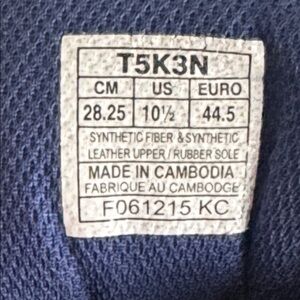 T5K3N
CM US EURO
28.25 10½ 44.5
SYNTHETIC FIBER & SYNTHETIC
LEATHER UPPER / RUBBER SOLE
MADE IN CAMBODIA
FABRIQUE AU CAMBODGE
F061215 KC